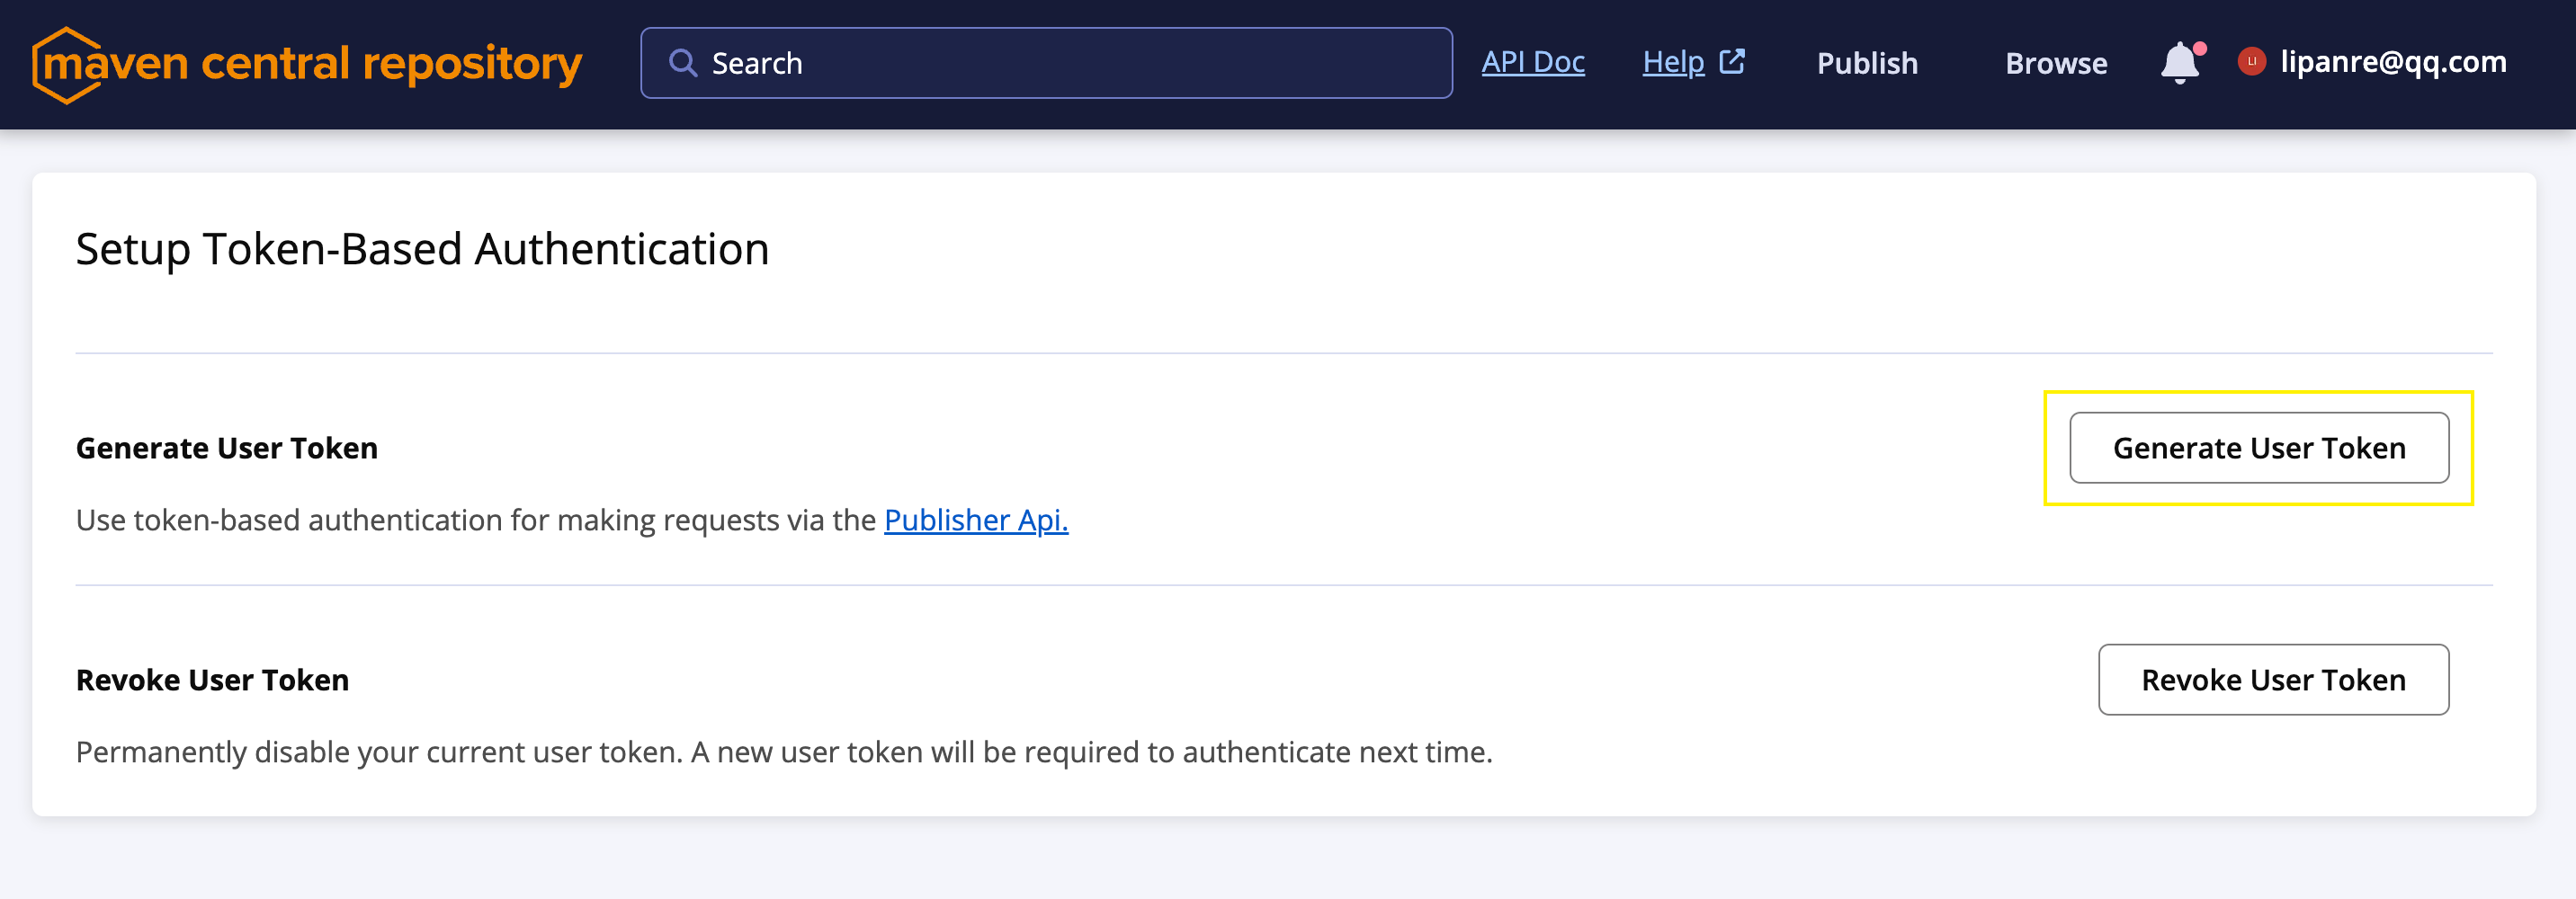 maven central repository
Search
API Doc
Help
Publish
Browse
LI
lipanre@qq.com
Setup Token-Based Authentication
Generate User Token
Generate User Token
Use token-based authentication for making requests via the Publisher Api.
Revoke User Token
Revoke User Token
Permanently disable your current user token. A new user token will be required to authenticate next time.